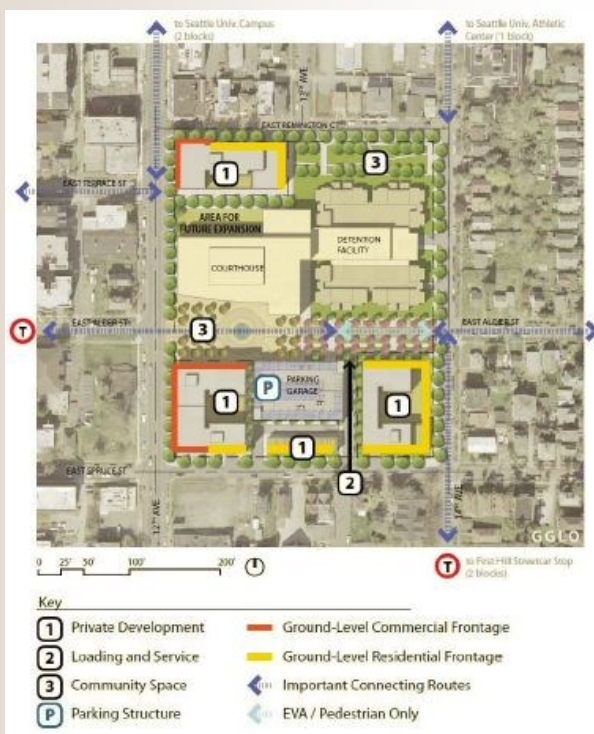 to Seattle Univ. Campus
(2 blocks)
to Seattle Univ. Athletic
Center (1 block)
12TH AVE
13TH AVE
EAST REMINGTON CT
1
3
EAST TERRACE ST
AREA FOR
FUTURE EXPANSION
DETENTION
FACILITY
COURTHOUSE
T
EAST ALDER ST
3
EAST ALDER ST
P
PARKING
GARAGE
1
1
1
EAST SPRUCE ST
2
12TH AVE
14TH AVE
GGLO
0 25' 50' 100' 200'
T
to First Hill Streetcar Stop
(2 blocks)
Key
1 Private Development
2 Loading and Service
3 Community Space
P Parking Structure
Ground-Level Commercial Frontage
Ground-Level Residential Frontage
Important Connecting Routes
EVA / Pedestrian Only